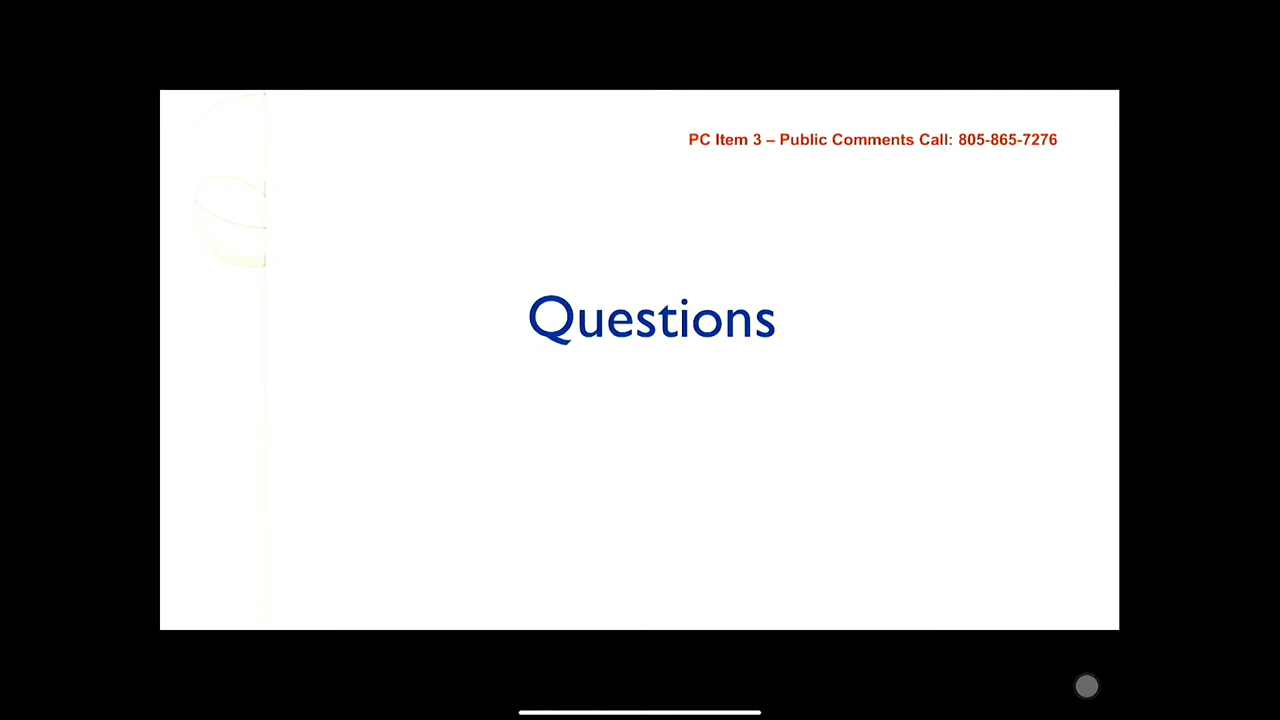 PC Item 3 – Public Comments Call: 805-865-7276
Questions